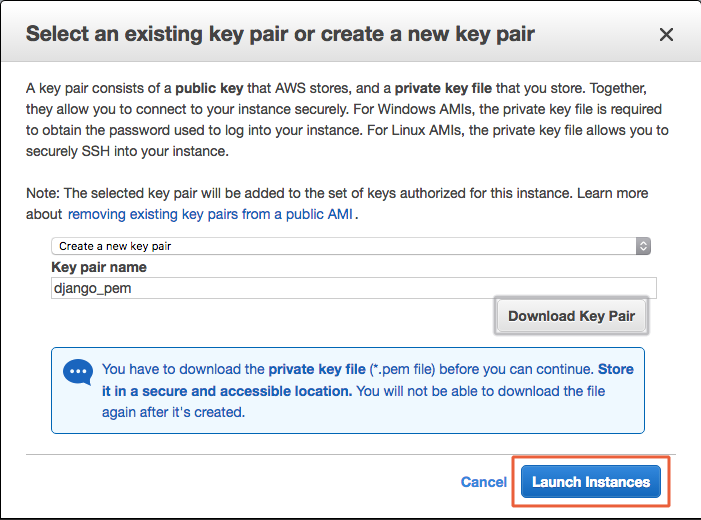 Select an existing key pair or create a new key pair
A key pair consists of a public key that AWS stores, and a private key file that you store. Together,
they allow you to connect to your instance securely. For Windows AMIs, the private key file is required
to obtain the password used to log into your instance. For Linux AMIs, the private key file allows you to
securely SSH into your instance.
Note: The selected key pair will be added to the set of keys authorized for this instance. Learn more
about removing existing key pairs from a public AMI.
Create a new key pair
Key pair name
django_pem
Download Key Pair
You have to download the private key file (*.pem file) before you can continue. Store
it in a secure and accessible location. You will not be able to download the file
again after it's created.
Cancel Launch Instances